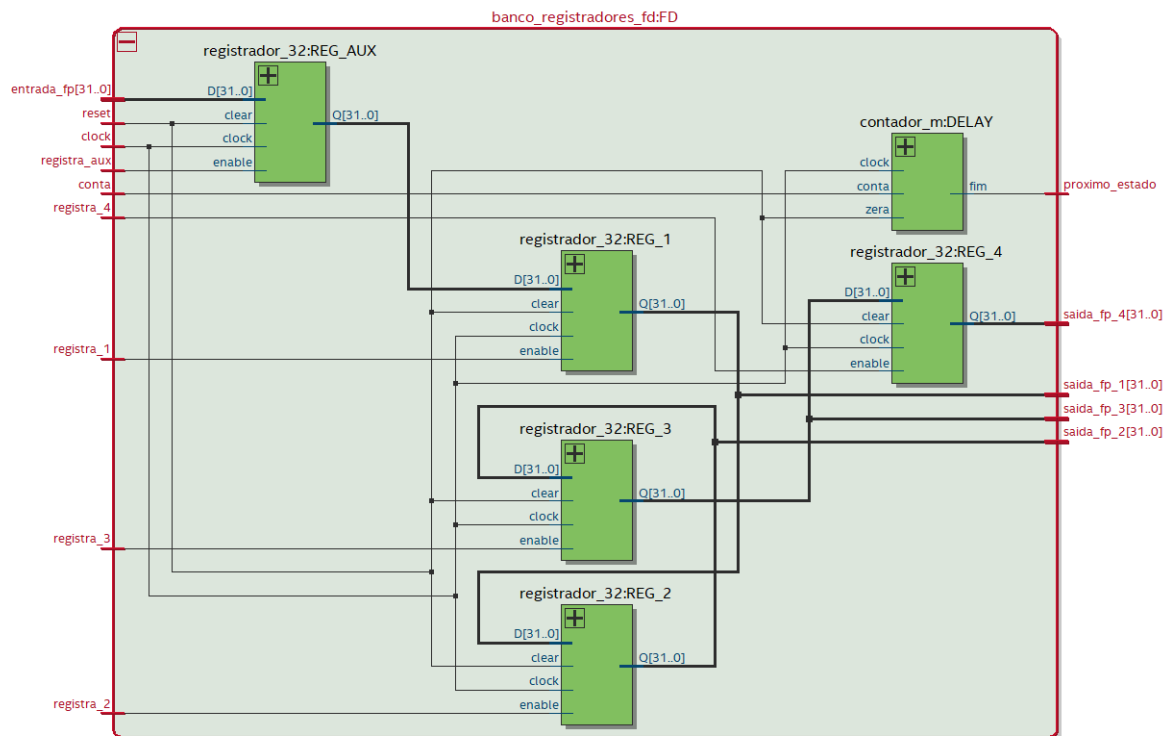 banco_registradores_fd:FD
registrador_32:REG_AUX
entrada_fp[31..0]
reset
clock
registra_aux
conta
registra_4
D[31..0]
clear
clock
enable
Q[31..0]
contador_m:DELAY
clock
conta
zera
fim
proximo_estado
registrador_32:REG_1
D[31..0]
clear
clock
enable
Q[31..0]
registra_1
registrador_32:REG_4
D[31..0]
clear
clock
enable
Q[31..0]
saida_fp_4[31..0]
saida_fp_1[31..0]
saida_fp_3[31..0]
saida_fp_2[31..0]
registrador_32:REG_3
D[31..0]
clear
clock
enable
Q[31..0]
registra_3
registrador_32:REG_2
D[31..0]
clear
clock
enable
Q[31..0]
registra_2